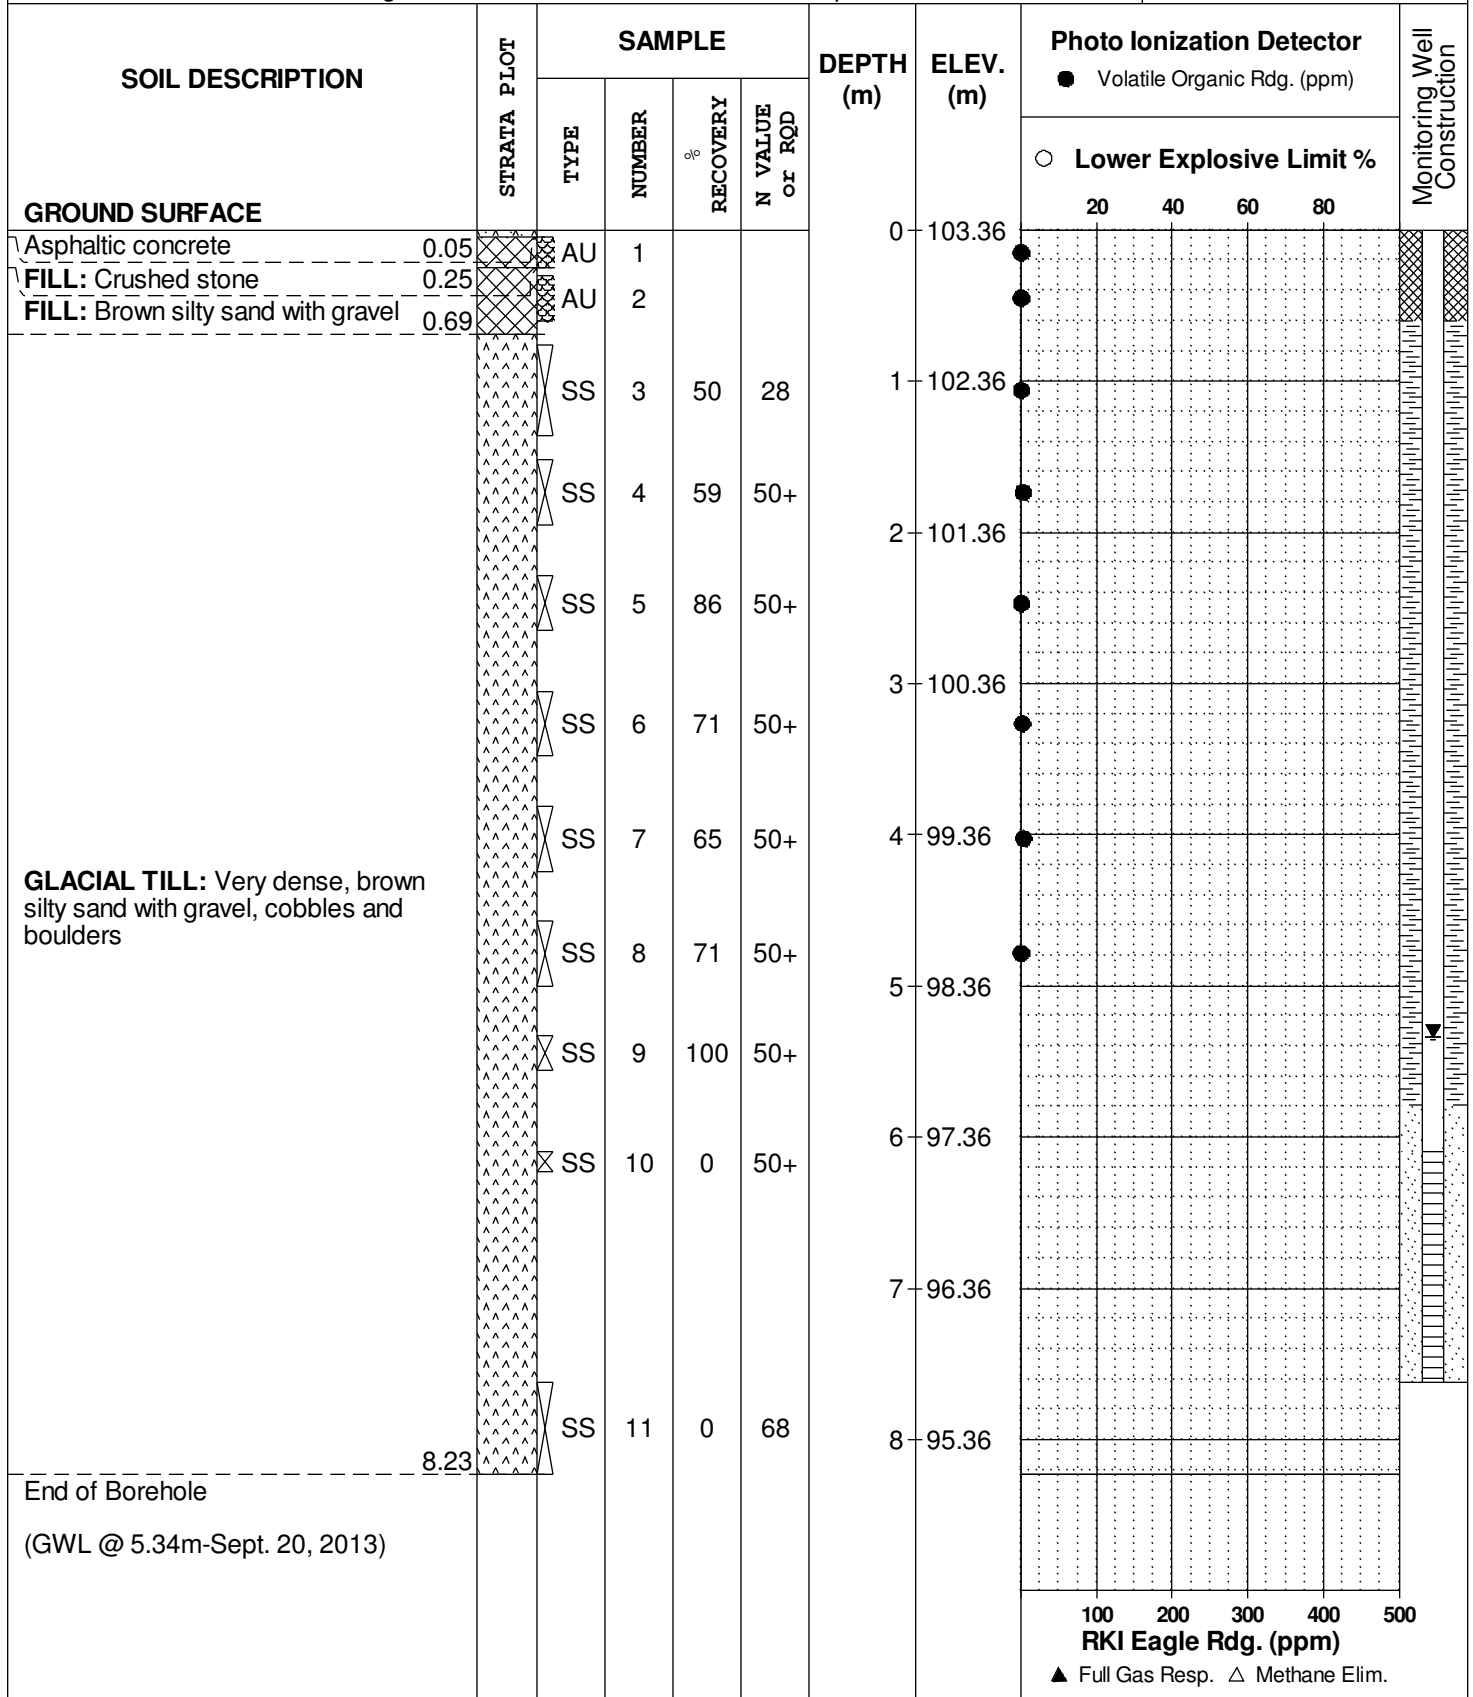 SOIL DESCRIPTION
GROUND SURFACE
STRATA PLOT
SAMPLE
TYPE
NUMBER
%
RECOVERY
N VALUE
or RQD
DEPTH
(m)
ELEV.
(m)
Photo Ionization Detector
● Volatile Organic Rdg. (ppm)
○ Lower Explosive Limit %
20 40 60 80
Monitoring Well
Construction
0 103.36
Asphaltic concrete 0.05 AU 1
FILL: Crushed stone 0.25
AU 2
FILL: Brown silty sand with gravel 0.69
1 102.36
SS 3 50 28
SS 4 59 50+
2 101.36
SS 5 86 50+
3 100.36
SS 6 71 50+
4 99.36
SS 7 65 50+
GLACIAL TILL: Very dense, brown
silty sand with gravel, cobbles and
boulders
SS 8 71 50+
5 98.36
SS 9 100 50+
6 97.36
SS 10 0 50+
7 96.36
SS 11 0 68
8 95.36
8.23
End of Borehole
(GWL @ 5.34m-Sept. 20, 2013)
100 200 300 400 500
RKI Eagle Rdg. (ppm)
▲ Full Gas Resp. △ Methane Elim.